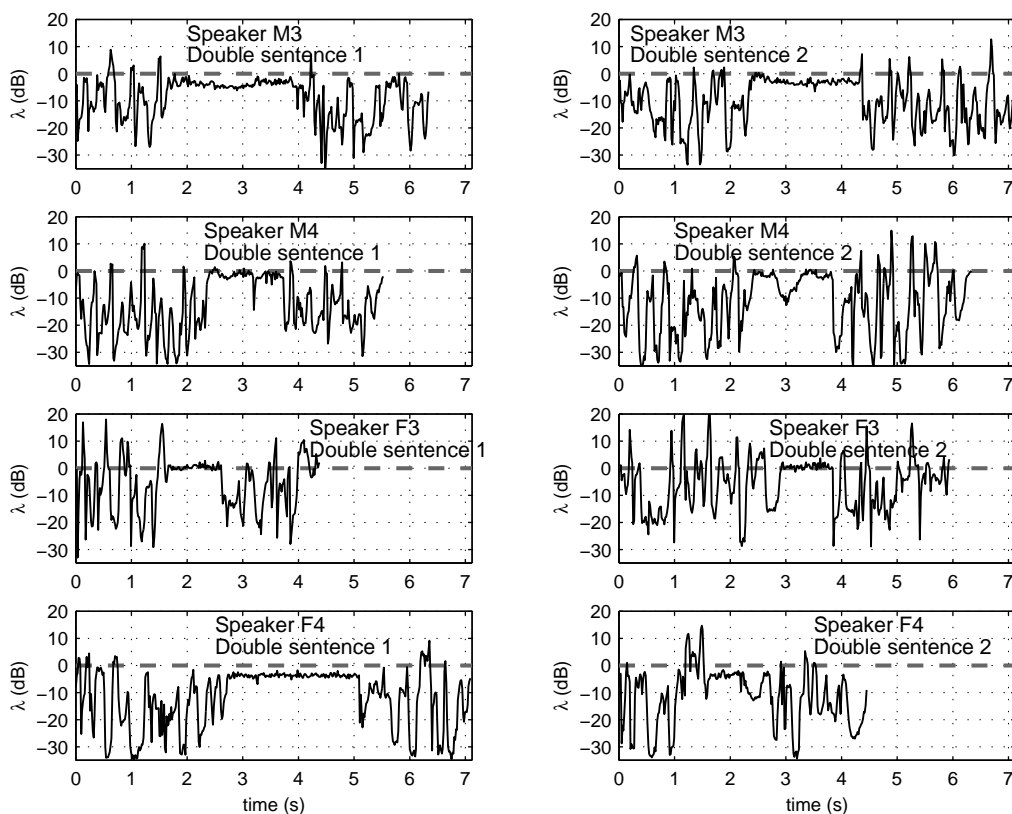 Speaker M3
Double sentence 1
20
10
0
−10
−20
−30
λ (dB)
0 1 2 3 4 5 6 7
Speaker M3
Double sentence 2
20
10
0
−10
−20
−30
λ (dB)
0 1 2 3 4 5 6 7
Speaker M4
Double sentence 1
20
10
0
−10
−20
−30
λ (dB)
0 1 2 3 4 5 6 7
Speaker M4
Double sentence 2
20
10
0
−10
−20
−30
λ (dB)
0 1 2 3 4 5 6 7
Speaker F3
Double sentence 1
20
10
0
−10
−20
−30
λ (dB)
0 1 2 3 4 5 6 7
Speaker F3
Double sentence 2
20
10
0
−10
−20
−30
λ (dB)
0 1 2 3 4 5 6 7
Speaker F4
Double sentence 1
20
10
0
−10
−20
−30
λ (dB)
0 1 2 3 4 5 6 7
time (s)
Speaker F4
Double sentence 2
20
10
0
−10
−20
−30
λ (dB)
0 1 2 3 4 5 6 7
time (s)